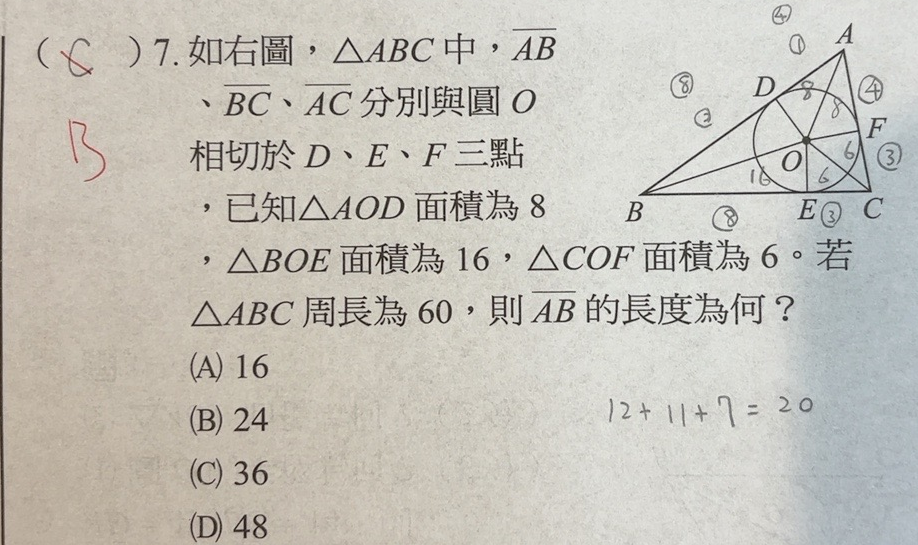 (C)7. 如右圖，△ABC 中，AB
、BC、AC 分別與圓 O
相切於 D、E、F 三點
，已知△AOD 面積為 8
，△BOE 面積為 16，△COF 面積為 6。若
△ABC 周長為 60，則 AB 的長度為何？
(A) 16
(B) 24
(C) 36
(D) 48
B
④
① A
⑧ D 8 8 ④
② F
O 6 ③
16 6
B E ③ C
⑧
12+11+7=20